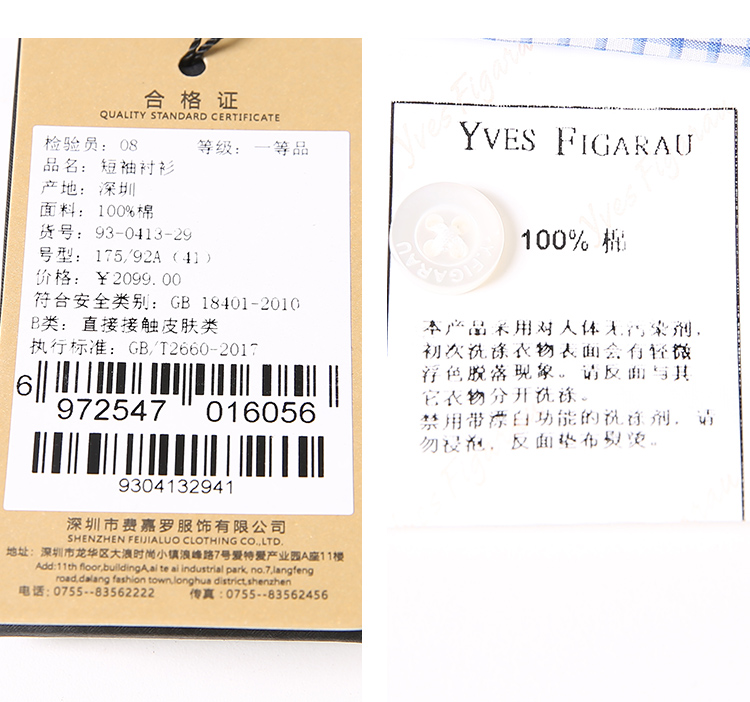 合格证
QUALITY STANDARD CERTIFICATE
检验员: 08 等级: 一等品
品名: 短袖衬衫
产地: 深圳
面料: 100%棉
货号: 93-0413-29
号型: 175/92A (41)
价格: ￥2099.00
符合安全类别: GB 18401-2010
B类: 直接接触皮肤类
执行标准: GB/T2660-2017
6 972547 016056
9304132941
深圳市费嘉罗服饰有限公司
SHENZHEN FEIJIALUO CLOTHING CO.,LTD
地址: 深圳市龙华区大浪时尚小镇浪峰路7号爱特爱产业园A座11楼
Add:11th floor,buildingA,ai te ai industrial park, no.7,langfeng
road,dalang fashion town,longhua district,shenzhen
电话: 0755--83562222 传真: 0755--83562456
Yves Figarau
YVES FIGARAU
Yves Figarau
FIGARAU
100% 棉
本产品采用对人体无污染剂,
初次洗涤衣物表面会有轻微
浮色脱落现象。请反面与其
它衣物分开洗涤。
禁用带漂白功能的洗涤剂, 请
勿浸泡, 反面垫布熨烫。